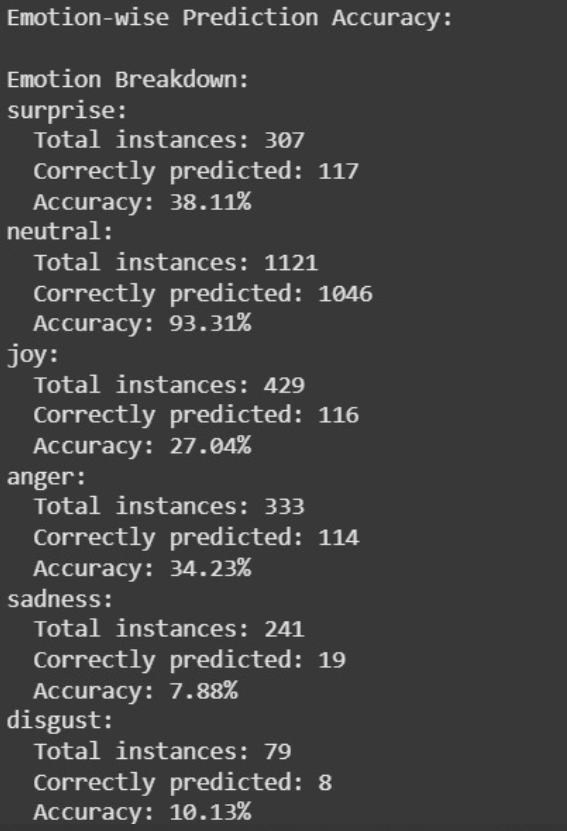 Emotion-wise Prediction Accuracy:
Emotion Breakdown:
surprise:
Total instances: 307
Correctly predicted: 117
Accuracy: 38.11%
neutral:
Total instances: 1121
Correctly predicted: 1046
Accuracy: 93.31%
joy:
Total instances: 429
Correctly predicted: 116
Accuracy: 27.04%
anger:
Total instances: 333
Correctly predicted: 114
Accuracy: 34.23%
sadness:
Total instances: 241
Correctly predicted: 19
Accuracy: 7.88%
disgust:
Total instances: 79
Correctly predicted: 8
Accuracy: 10.13%